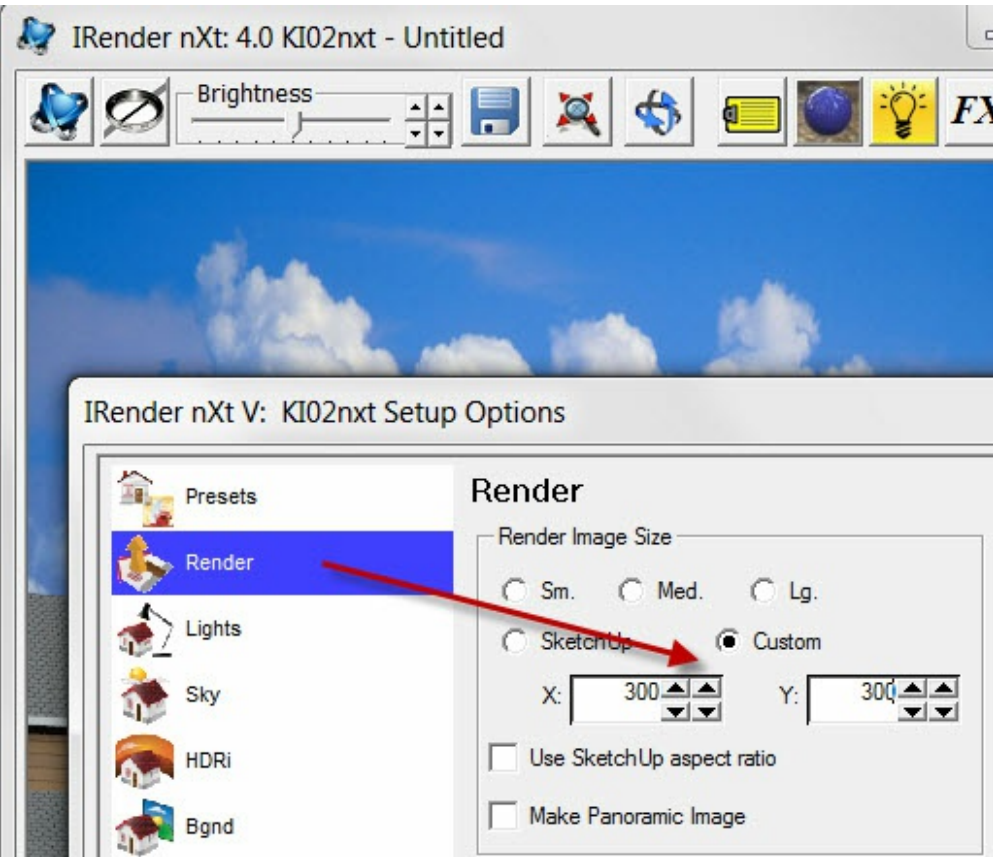 IRender nXt: 4.0 KI02nxt - Untitled
Brightness
FX
IRender nXt V: KI02nxt Setup Options
Presets
Render
Render
Render Image Size
Sm. Med. Lg.
Lights
SketchUp Custom
X: 300 Y: 300
Sky
Use SketchUp aspect ratio
HDRi
Make Panoramic Image
Bgnd